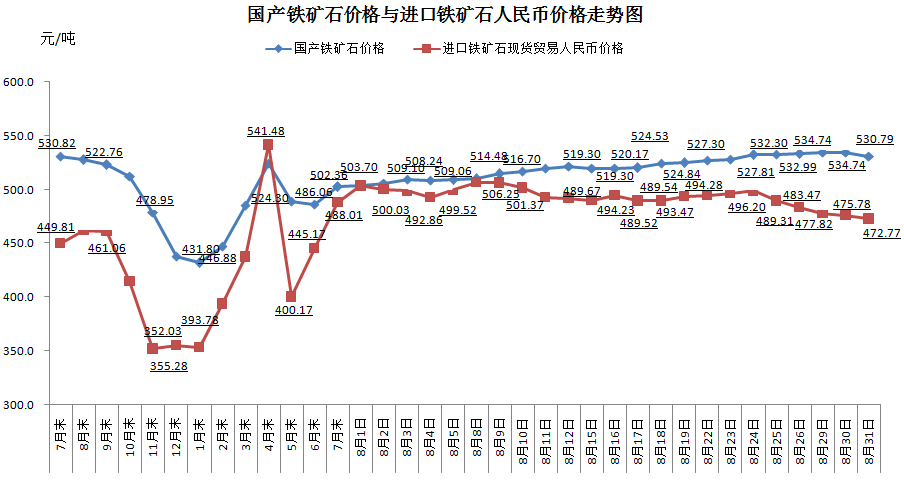 国产铁矿石价格与进口铁矿石人民币价格走势图
元/吨
国产铁矿石价格 进口铁矿石现货贸易人民币价格
600.0
550.0
500.0
450.0
400.0
350.0
300.0
530.82
522.76
478.95
431.80
446.88
524.30
486.06
502.36
503.70
509.10
508.24
509.06
514.48
516.70
519.30
519.30
520.17
524.53
524.84
527.30
527.81
532.30
532.99
534.74
534.74
530.79
449.81
461.06
352.03
355.28
393.78
541.48
400.17
445.17
488.01
500.03
492.86
499.52
506.25
501.37
489.67
494.23
489.52
489.54
493.47
494.28
496.20
489.31
483.47
477.82
475.78
472.77
7月末
8月末
9月末
10月末
11月末
12月末
1月末
2月末
3月末
4月末
5月末
6月末
7月末
8月1日
8月2日
8月3日
8月4日
8月5日
8月8日
8月9日
8月10日
8月11日
8月12日
8月15日
8月16日
8月17日
8月18日
8月19日
8月22日
8月23日
8月24日
8月25日
8月26日
8月29日
8月30日
8月31日